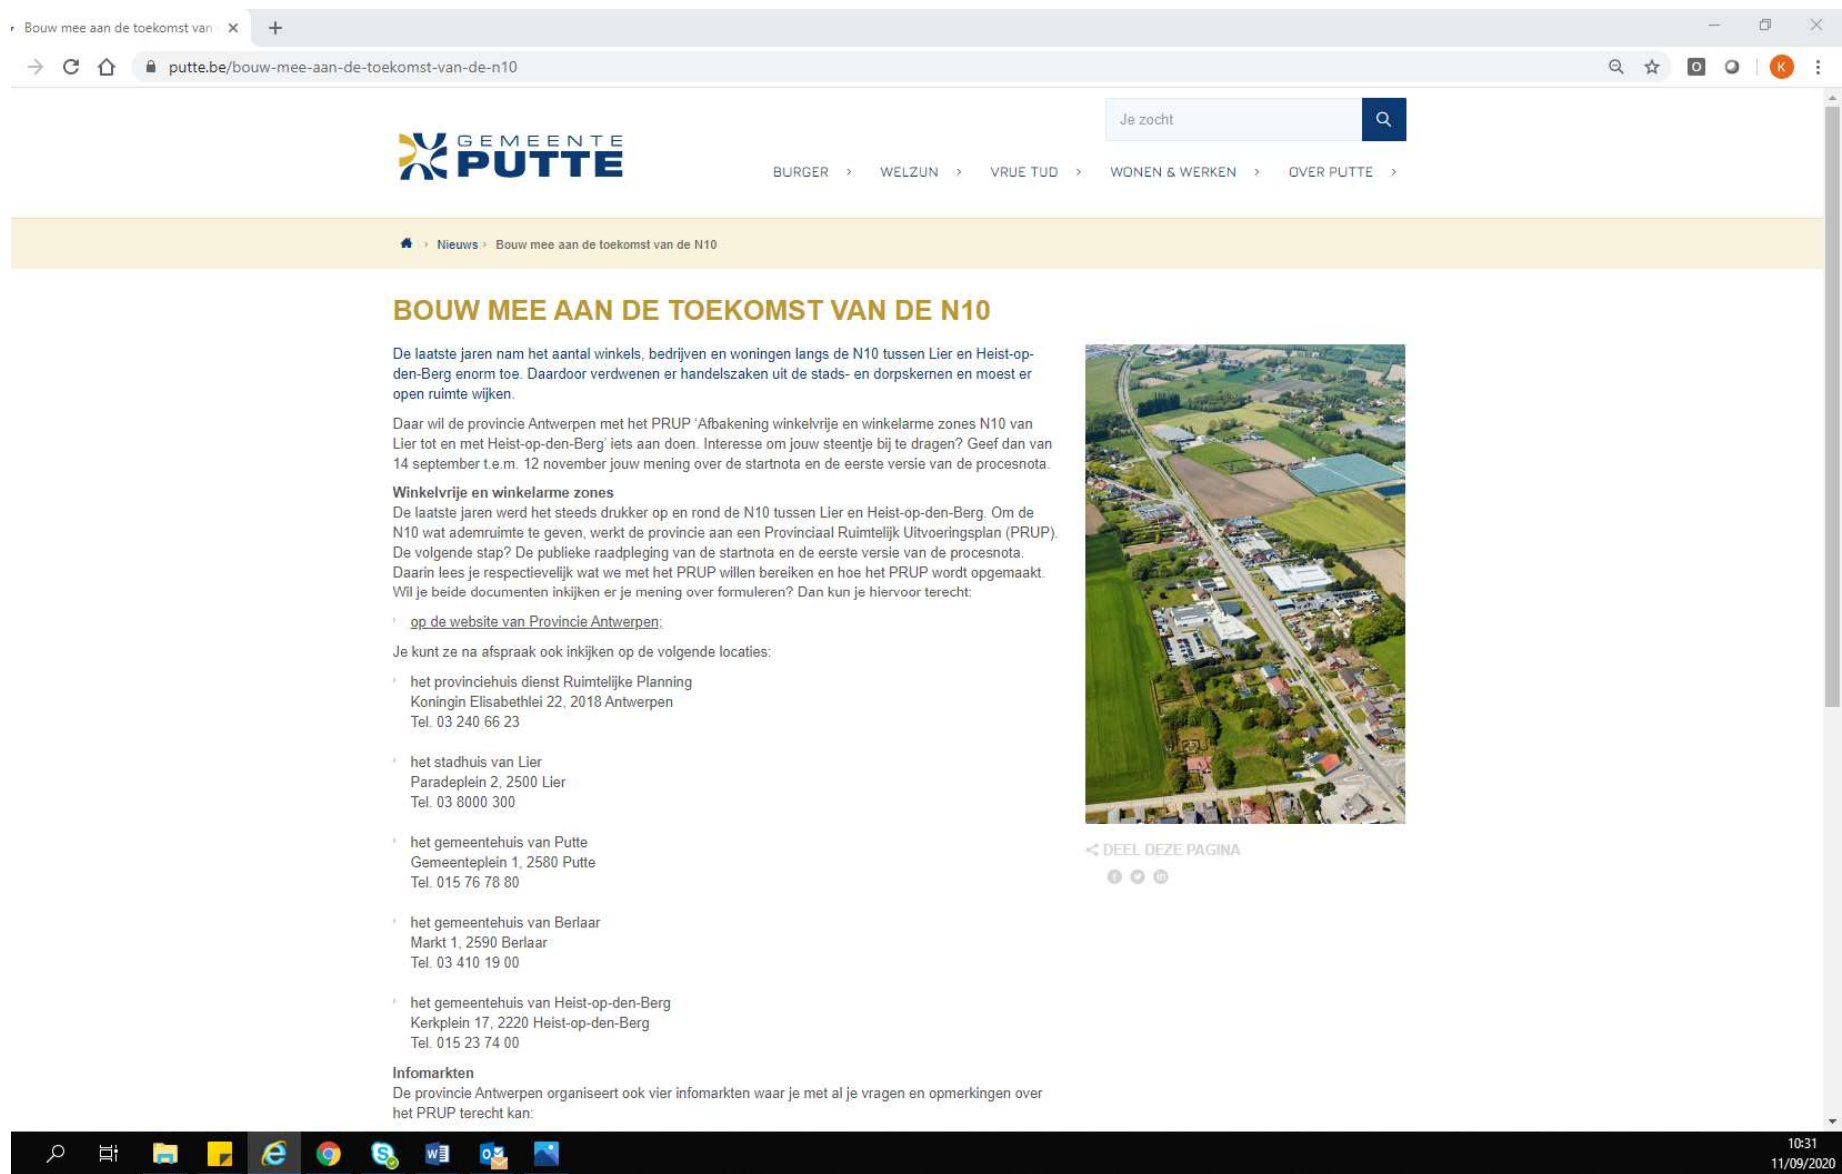 Bouw mee aan de toekomst van
putte.be/bouw-mee-aan-de-toekomst-van-de-n10
K
Je zocht
GEMEENTE
PUTTE
BURGER > WELZIJN > VRIJE TIJD > WONEN & WERKEN > OVER PUTTE >
Nieuws > Bouw mee aan de toekomst van de N10
BOUW MEE AAN DE TOEKOMST VAN DE N10
De laatste jaren nam het aantal winkels, bedrijven en woningen langs de N10 tussen Lier en Heist-op-
den-Berg enorm toe. Daardoor verdwenen er handelszaken uit de stads- en dorpskernen en moest er
open ruimte wijken.
Daar wil de provincie Antwerpen met het PRUP ‘Afbakening winkelvrije en winkelarme zones N10 van
Lier tot en met Heist-op-den-Berg’ iets aan doen. Interesse om jouw steentje bij te dragen? Geef dan van
14 september t.e.m. 12 november jouw mening over de startnota en de eerste versie van de procesnota.
Winkelvrije en winkelarme zones
De laatste jaren werd het steeds drukker op en rond de N10 tussen Lier en Heist-op-den-Berg. Om de
N10 wat ademruimte te geven, werkt de provincie aan een Provinciaal Ruimtelijk Uitvoeringsplan (PRUP).
De volgende stap? De publieke raadpleging van de startnota en de eerste versie van de procesnota.
Daarin lees je respectievelijk wat we met het PRUP willen bereiken en hoe het PRUP wordt opgemaakt.
Wil je beide documenten inkijken er je mening over formuleren? Dan kun je hiervoor terecht:
op de website van Provincie Antwerpen;
Je kunt ze na afspraak ook inkijken op de volgende locaties:
het provinciehuis dienst Ruimtelijke Planning
Koningin Elisabethlei 22, 2018 Antwerpen
Tel. 03 240 66 23
het stadhuis van Lier
Paradeplein 2, 2500 Lier
Tel. 03 8000 300
het gemeentehuis van Putte
Gemeenteplein 1, 2580 Putte
Tel. 015 76 78 80
DEEL DEZE PAGINA
het gemeentehuis van Berlaar
Markt 1, 2590 Berlaar
Tel. 03 410 19 00
het gemeentehuis van Heist-op-den-Berg
Kerkplein 17, 2220 Heist-op-den-Berg
Tel. 015 23 74 00
Infomarkten
De provincie Antwerpen organiseert ook vier infomarkten waar je met al je vragen en opmerkingen over
het PRUP terecht kan:
10:31
11/09/2020